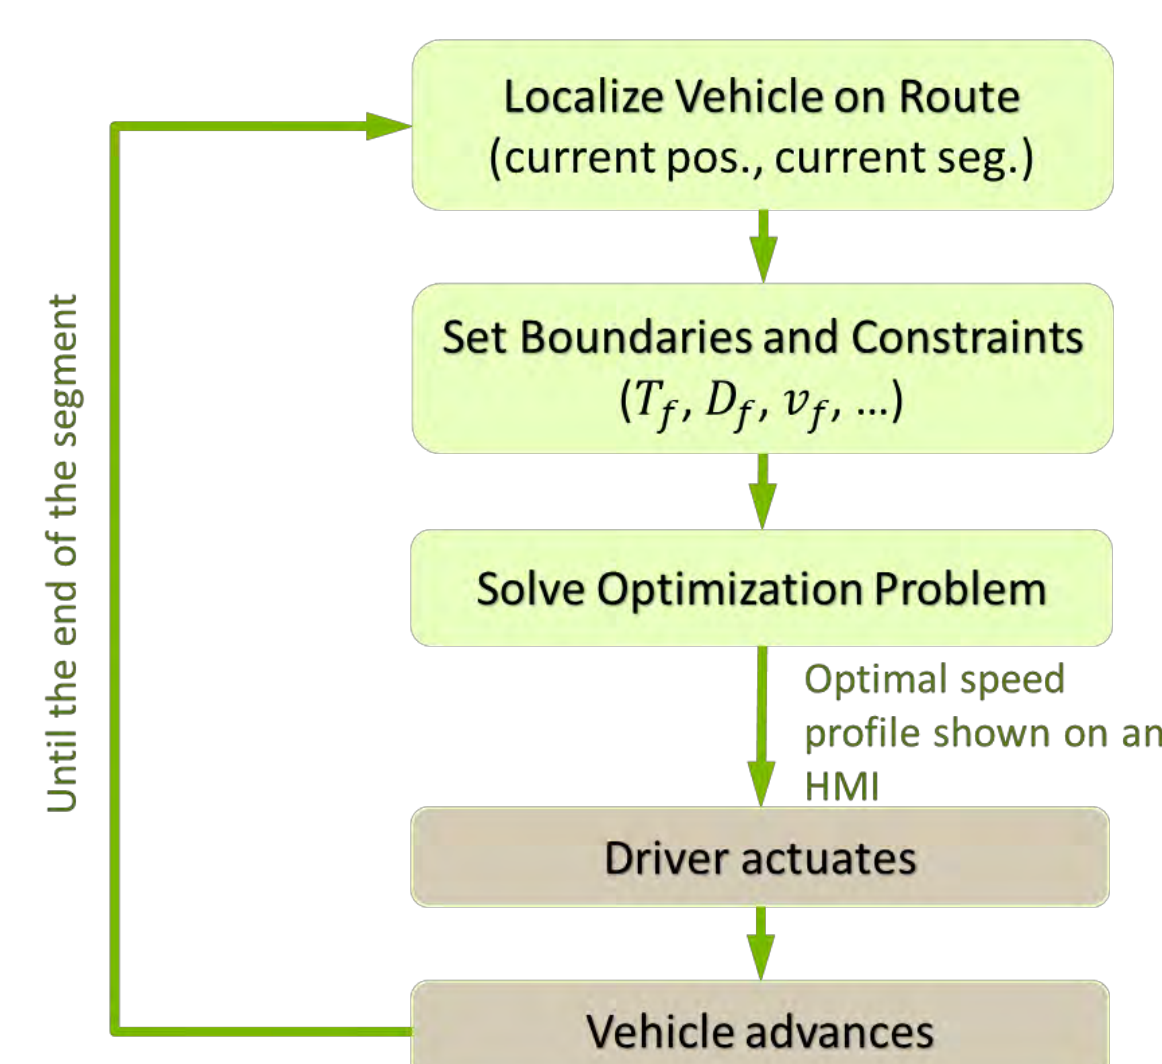 Localize Vehicle on Route
(current pos., current seg.)
Set Boundaries and Constraints
(T_f, D_f, v_f, ...)
Solve Optimization Problem
Optimal speed
profile shown on an
HMI
Driver actuates
Vehicle advances
Until the end of the segment